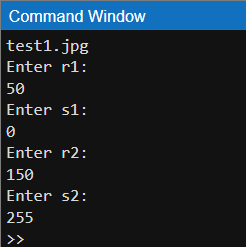 Command Window
test1.jpg
Enter r1:
50
Enter s1:
0
Enter r2:
150
Enter s2:
255
>>